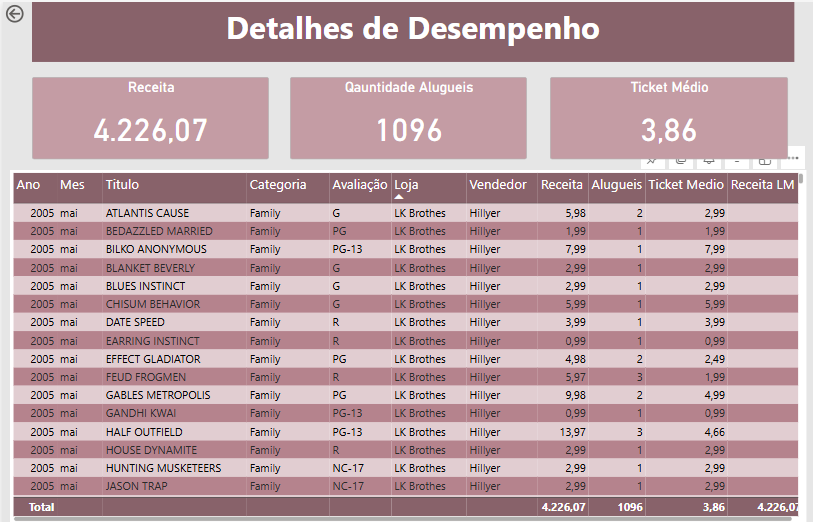 Detalhes de Desempenho
Receita Qauntidade Alugueis Ticket Médio
4.226,07 1096 3,86
Ano Mes Titulo Categoria Avaliação Loja Vendedor Receita Alugueis Ticket Medio Receita LM
2005 mai ATLANTIS CAUSE Family G LK Brothes Hillyer 5,98 2 2,99
2005 mai BEDAZZLED MARRIED Family PG LK Brothes Hillyer 1,99 1 1,99
2005 mai BILKO ANONYMOUS Family PG-13 LK Brothes Hillyer 7,99 1 7,99
2005 mai BLANKET BEVERLY Family G LK Brothes Hillyer 2,99 1 2,99
2005 mai BLUES INSTINCT Family G LK Brothes Hillyer 2,99 1 2,99
2005 mai CHISUM BEHAVIOR Family G LK Brothes Hillyer 5,99 1 5,99
2005 mai DATE SPEED Family R LK Brothes Hillyer 3,99 1 3,99
2005 mai EARRING INSTINCT Family R LK Brothes Hillyer 0,99 1 0,99
2005 mai EFFECT GLADIATOR Family PG LK Brothes Hillyer 4,98 2 2,49
2005 mai FEUD FROGMEN Family R LK Brothes Hillyer 5,97 3 1,99
2005 mai GABLES METROPOLIS Family PG LK Brothes Hillyer 9,98 2 4,99
2005 mai GANDHI KWAI Family PG-13 LK Brothes Hillyer 0,99 1 0,99
2005 mai HALF OUTFIELD Family PG-13 LK Brothes Hillyer 13,97 3 4,66
2005 mai HOUSE DYNAMITE Family R LK Brothes Hillyer 2,99 1 2,99
2005 mai HUNTING MUSKETEERS Family NC-17 LK Brothes Hillyer 2,99 1 2,99
2005 mai JASON TRAP Family NC-17 LK Brothes Hillyer 2,99 1 2,99
Total 4.226,07 1096 3,86 4.226,07